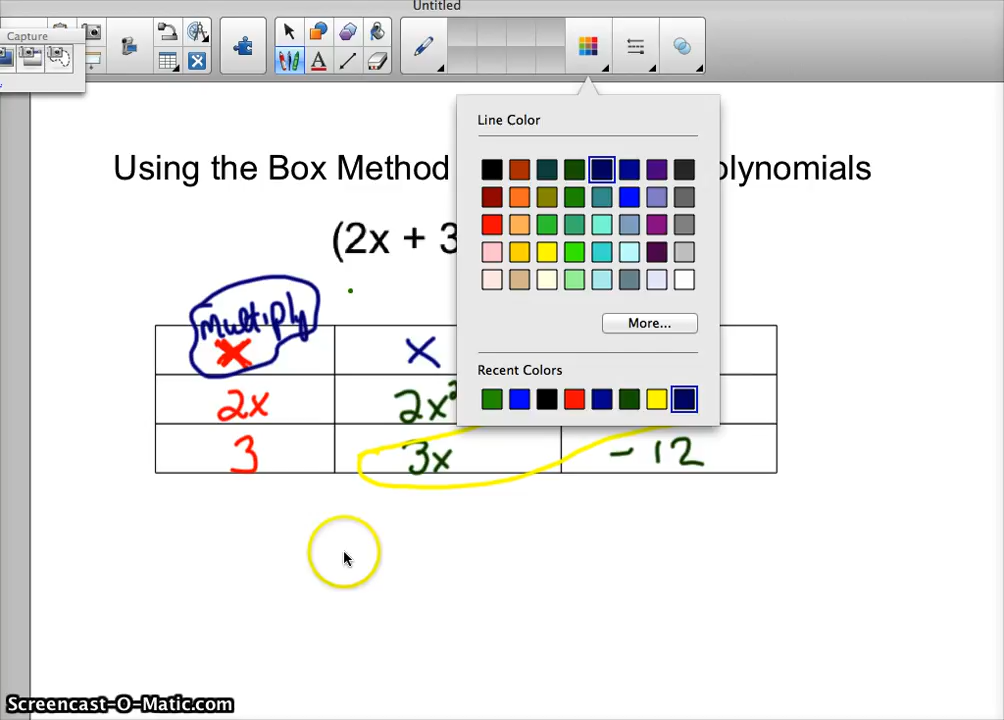 Untitled
Capture
Line Color
Using the Box Method
olynomials
(2x + 3
More...
Recent Colors
multiply
x x
2x 2x²
3 3x - 12
Screencast-O-Matic.com